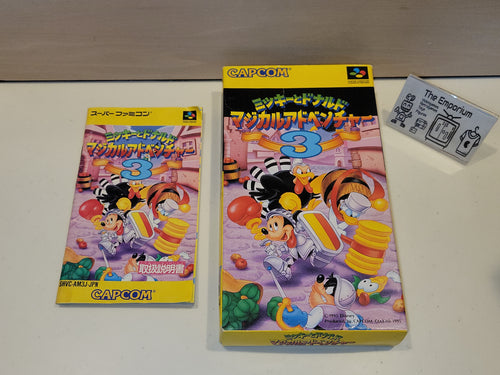 スーパーファミコン
ミッキーとドナルド
マジカルアドベンチャー
3
取扱説明書
SHVC-AM3J-JPN
CAPCOM
CAPCOM
ミッキーとドナルド
マジカルアドベンチャー
3
© 1995 Disney
The Emporium